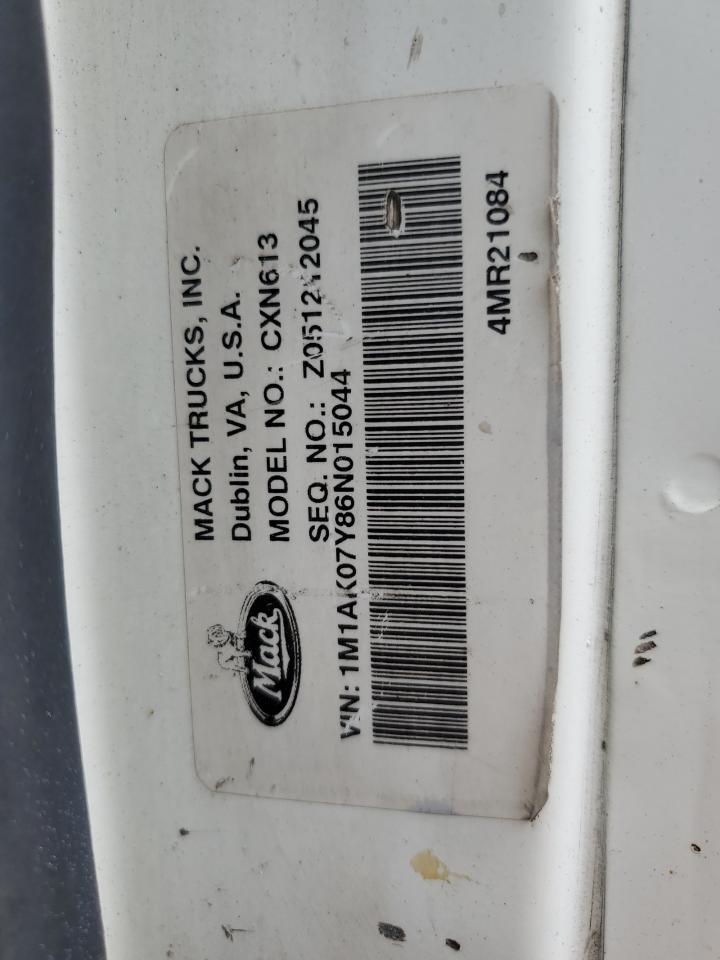 MACK TRUCKS, INC.
Dublin, VA, U.S.A.
MODEL NO.: CXN613
SEQ. NO.:
Mack
VIN: 1M1AK07Y86N015044
4MR21084